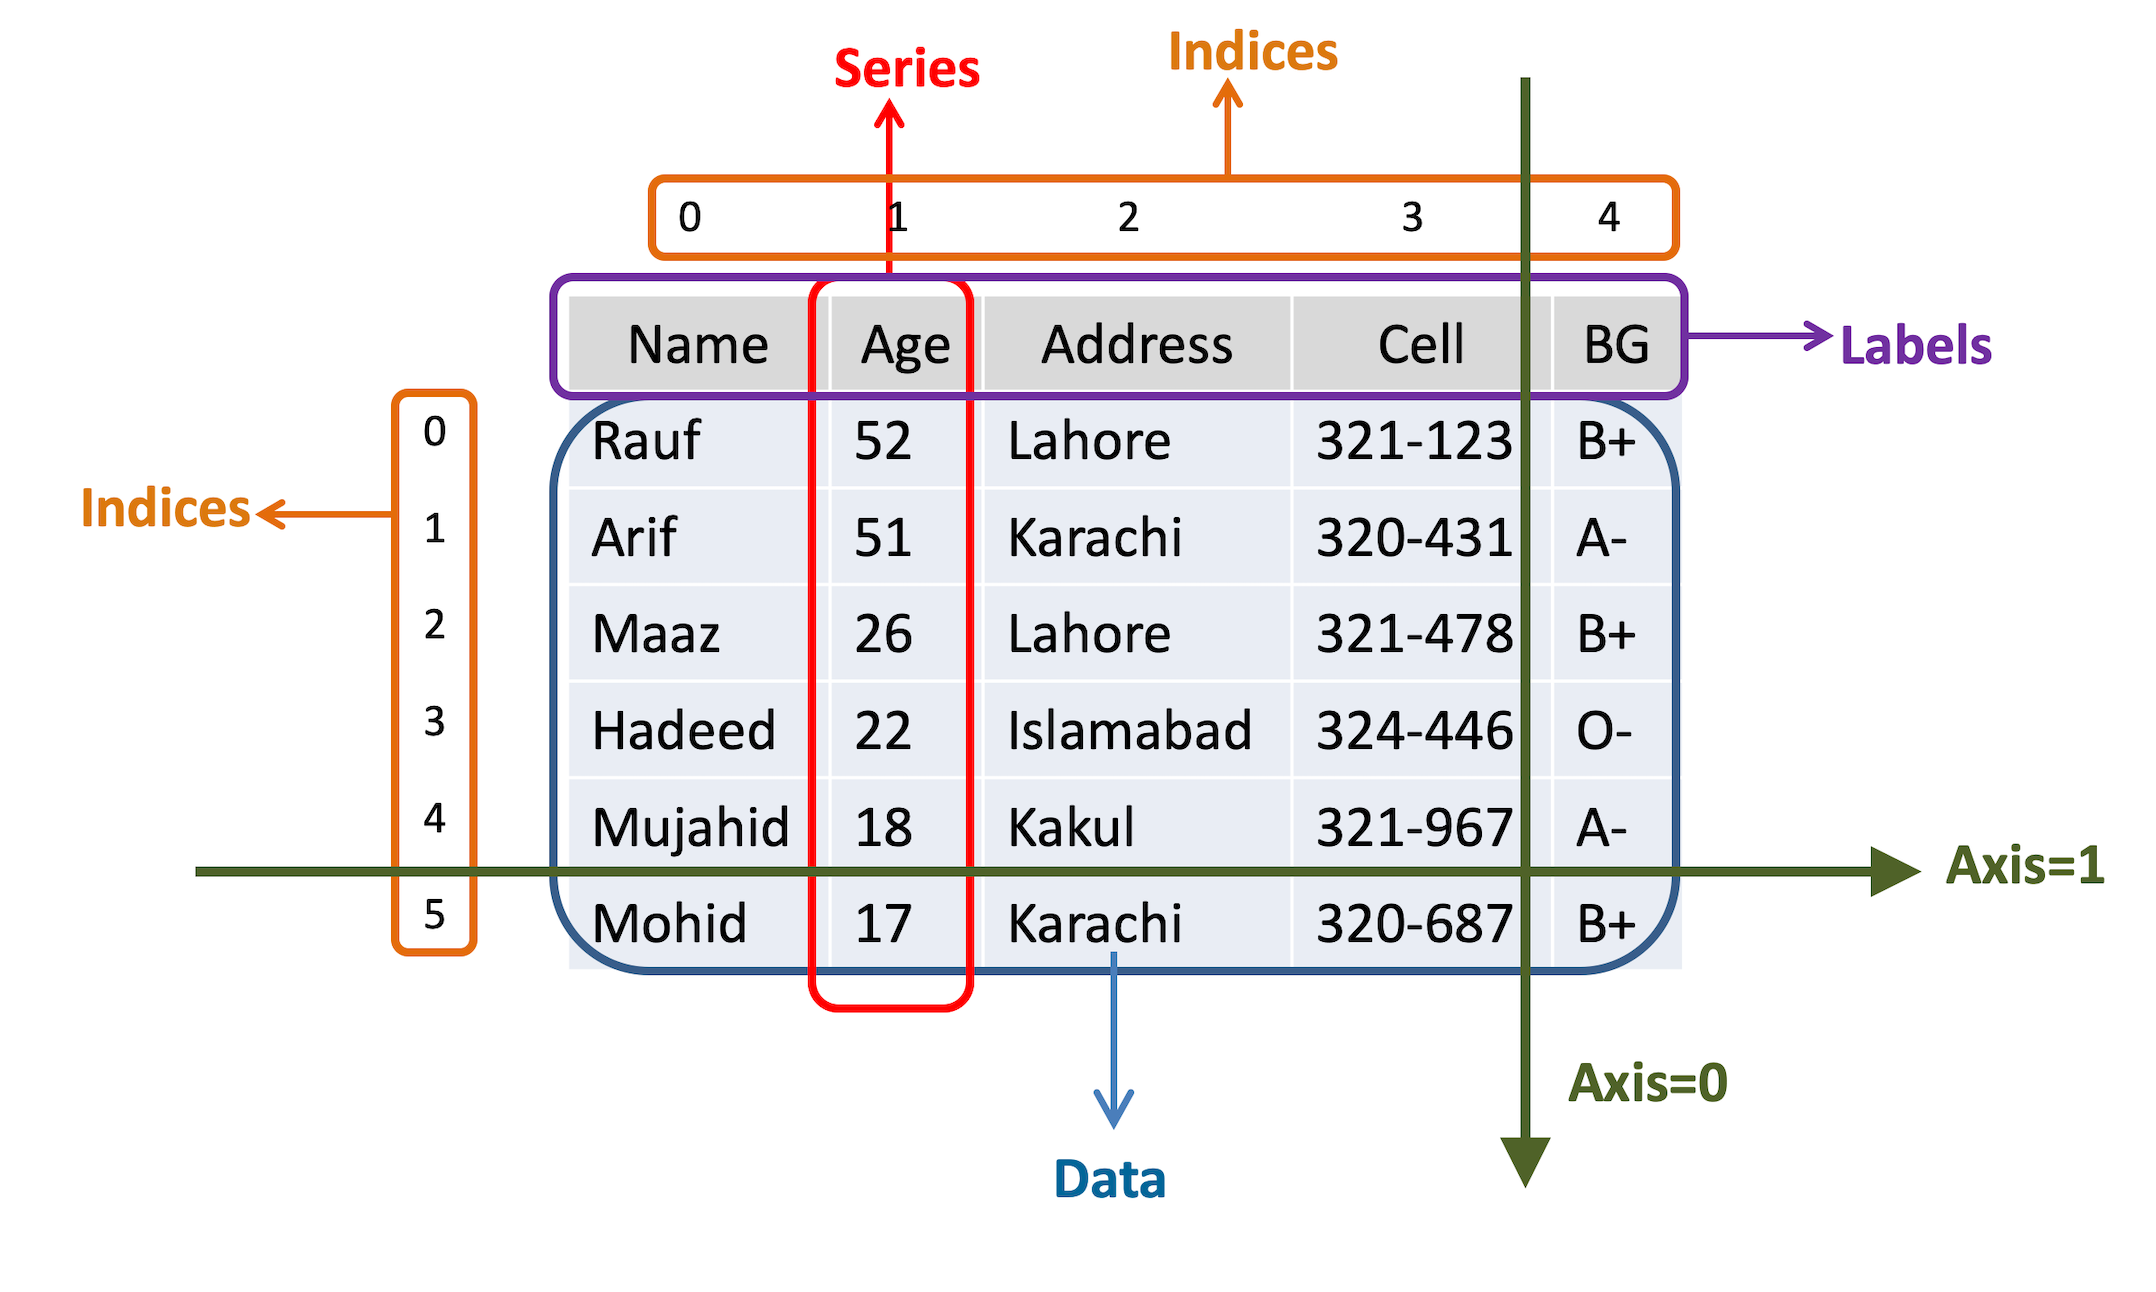 Series
Indices
0 1 2 3 4
Name Age Address Cell BG
Labels
0 Rauf 52 Lahore 321-123 B+
Indices
1 Arif 51 Karachi 320-431 A-
2 Maaz 26 Lahore 321-478 B+
3 Hadeed 22 Islamabad 324-446 O-
4 Mujahid 18 Kakul 321-967 A-
Axis=1
5 Mohid 17 Karachi 320-687 B+
Axis=0
Data